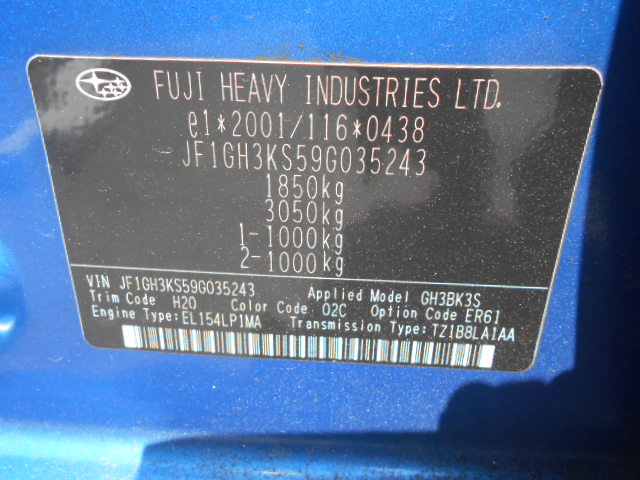 FUJI HEAVY INDUSTRIES LTD.
e1*2001/116*0438
JF1GH3KS59G035243
1850kg
3050kg
1-1000kg
2-1000kg
VIN JF1GH3KS59G035243 Applied Model GH3BK3S
Trim Code H20 Color Code 02C Option Code ER6I
Engine Type:EL154LP1MA Transmission Type:TZ1B8LA1AA